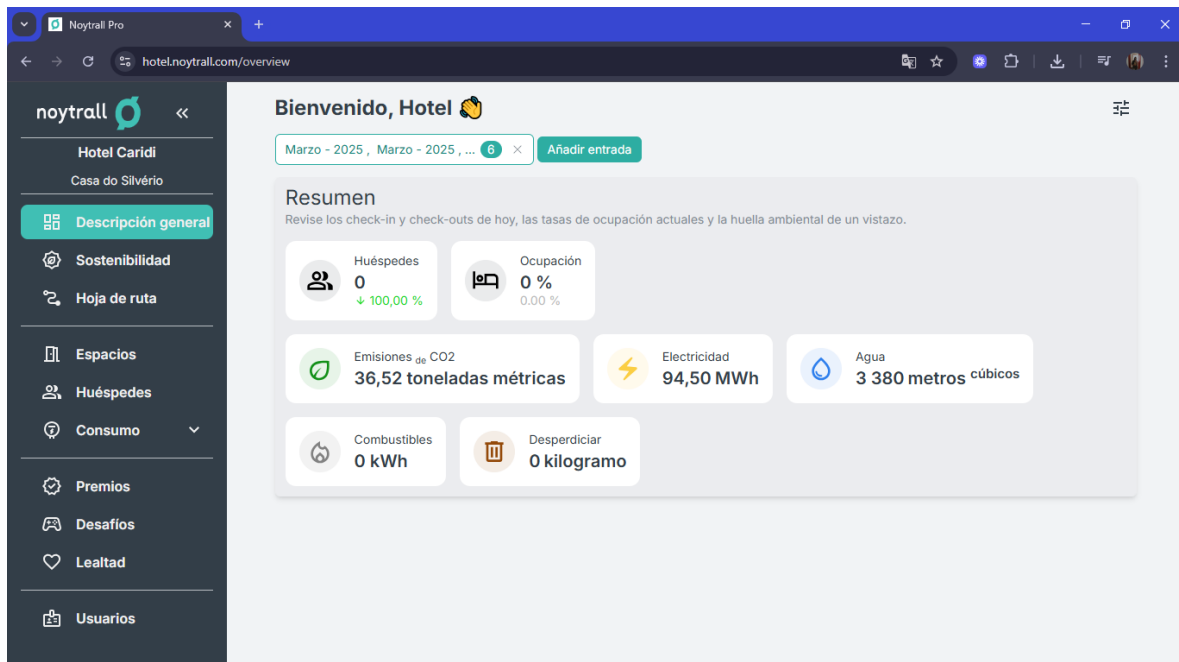 Noytrall Pro
hotel.noytrall.com/overview
noytrall
Hotel Caridi
Casa do Silvério
Descripción general
Sostenibilidad
Hoja de ruta
Espacios
Huéspedes
Consumo
Premios
Desafíos
Lealtad
Usuarios
Bienvenido, Hotel 👏
Marzo - 2025 , Marzo - 2025 , ... 6 ×
Añadir entrada
Resumen
Revise los check-in y check-outs de hoy, las tasas de ocupación actuales y la huella ambiental de un vistazo.
Huéspedes
0
↓ 100,00 %
Ocupación
0 %
0.00 %
Emisiones de CO2
36,52 toneladas métricas
Electricidad
94,50 MWh
Agua
3 380 metros cúbicos
Combustibles
0 kWh
Desperdiciar
0 kilogramo